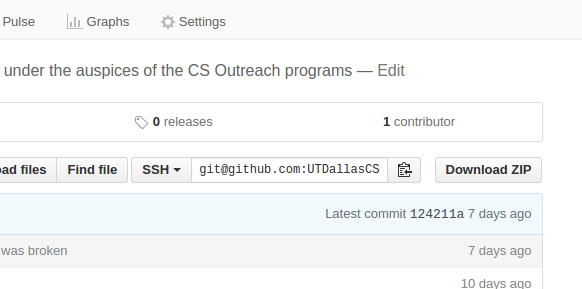 Pulse Graphs Settings
under the auspices of the CS Outreach programs — Edit
0 releases 1 contributor
files Find file SSH git@github.com:UTDallasCS Download ZIP
Latest commit 124211a 7 days ago
was broken 7 days ago
10 days ago